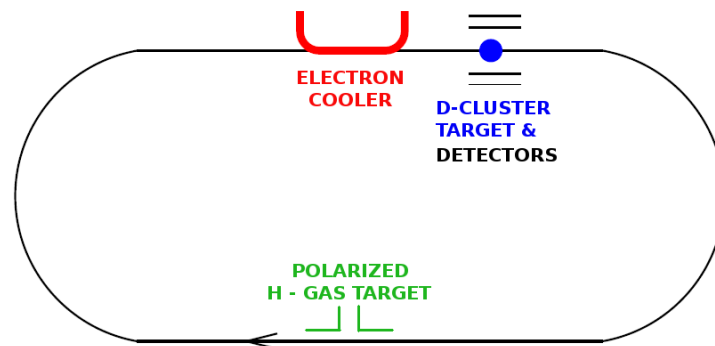 ELECTRON
COOLER
D-CLUSTER
TARGET &
DETECTORS
POLARIZED
H - GAS TARGET